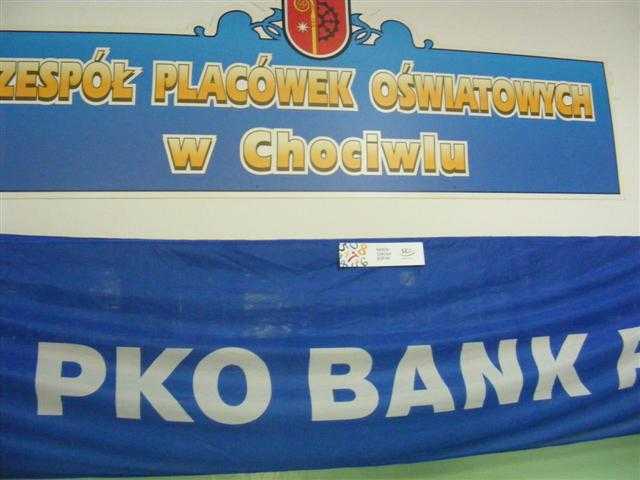 ZESPÓŁ PLACÓWEK OŚWIATOWYCH
w Chociwlu
PKO BANK P